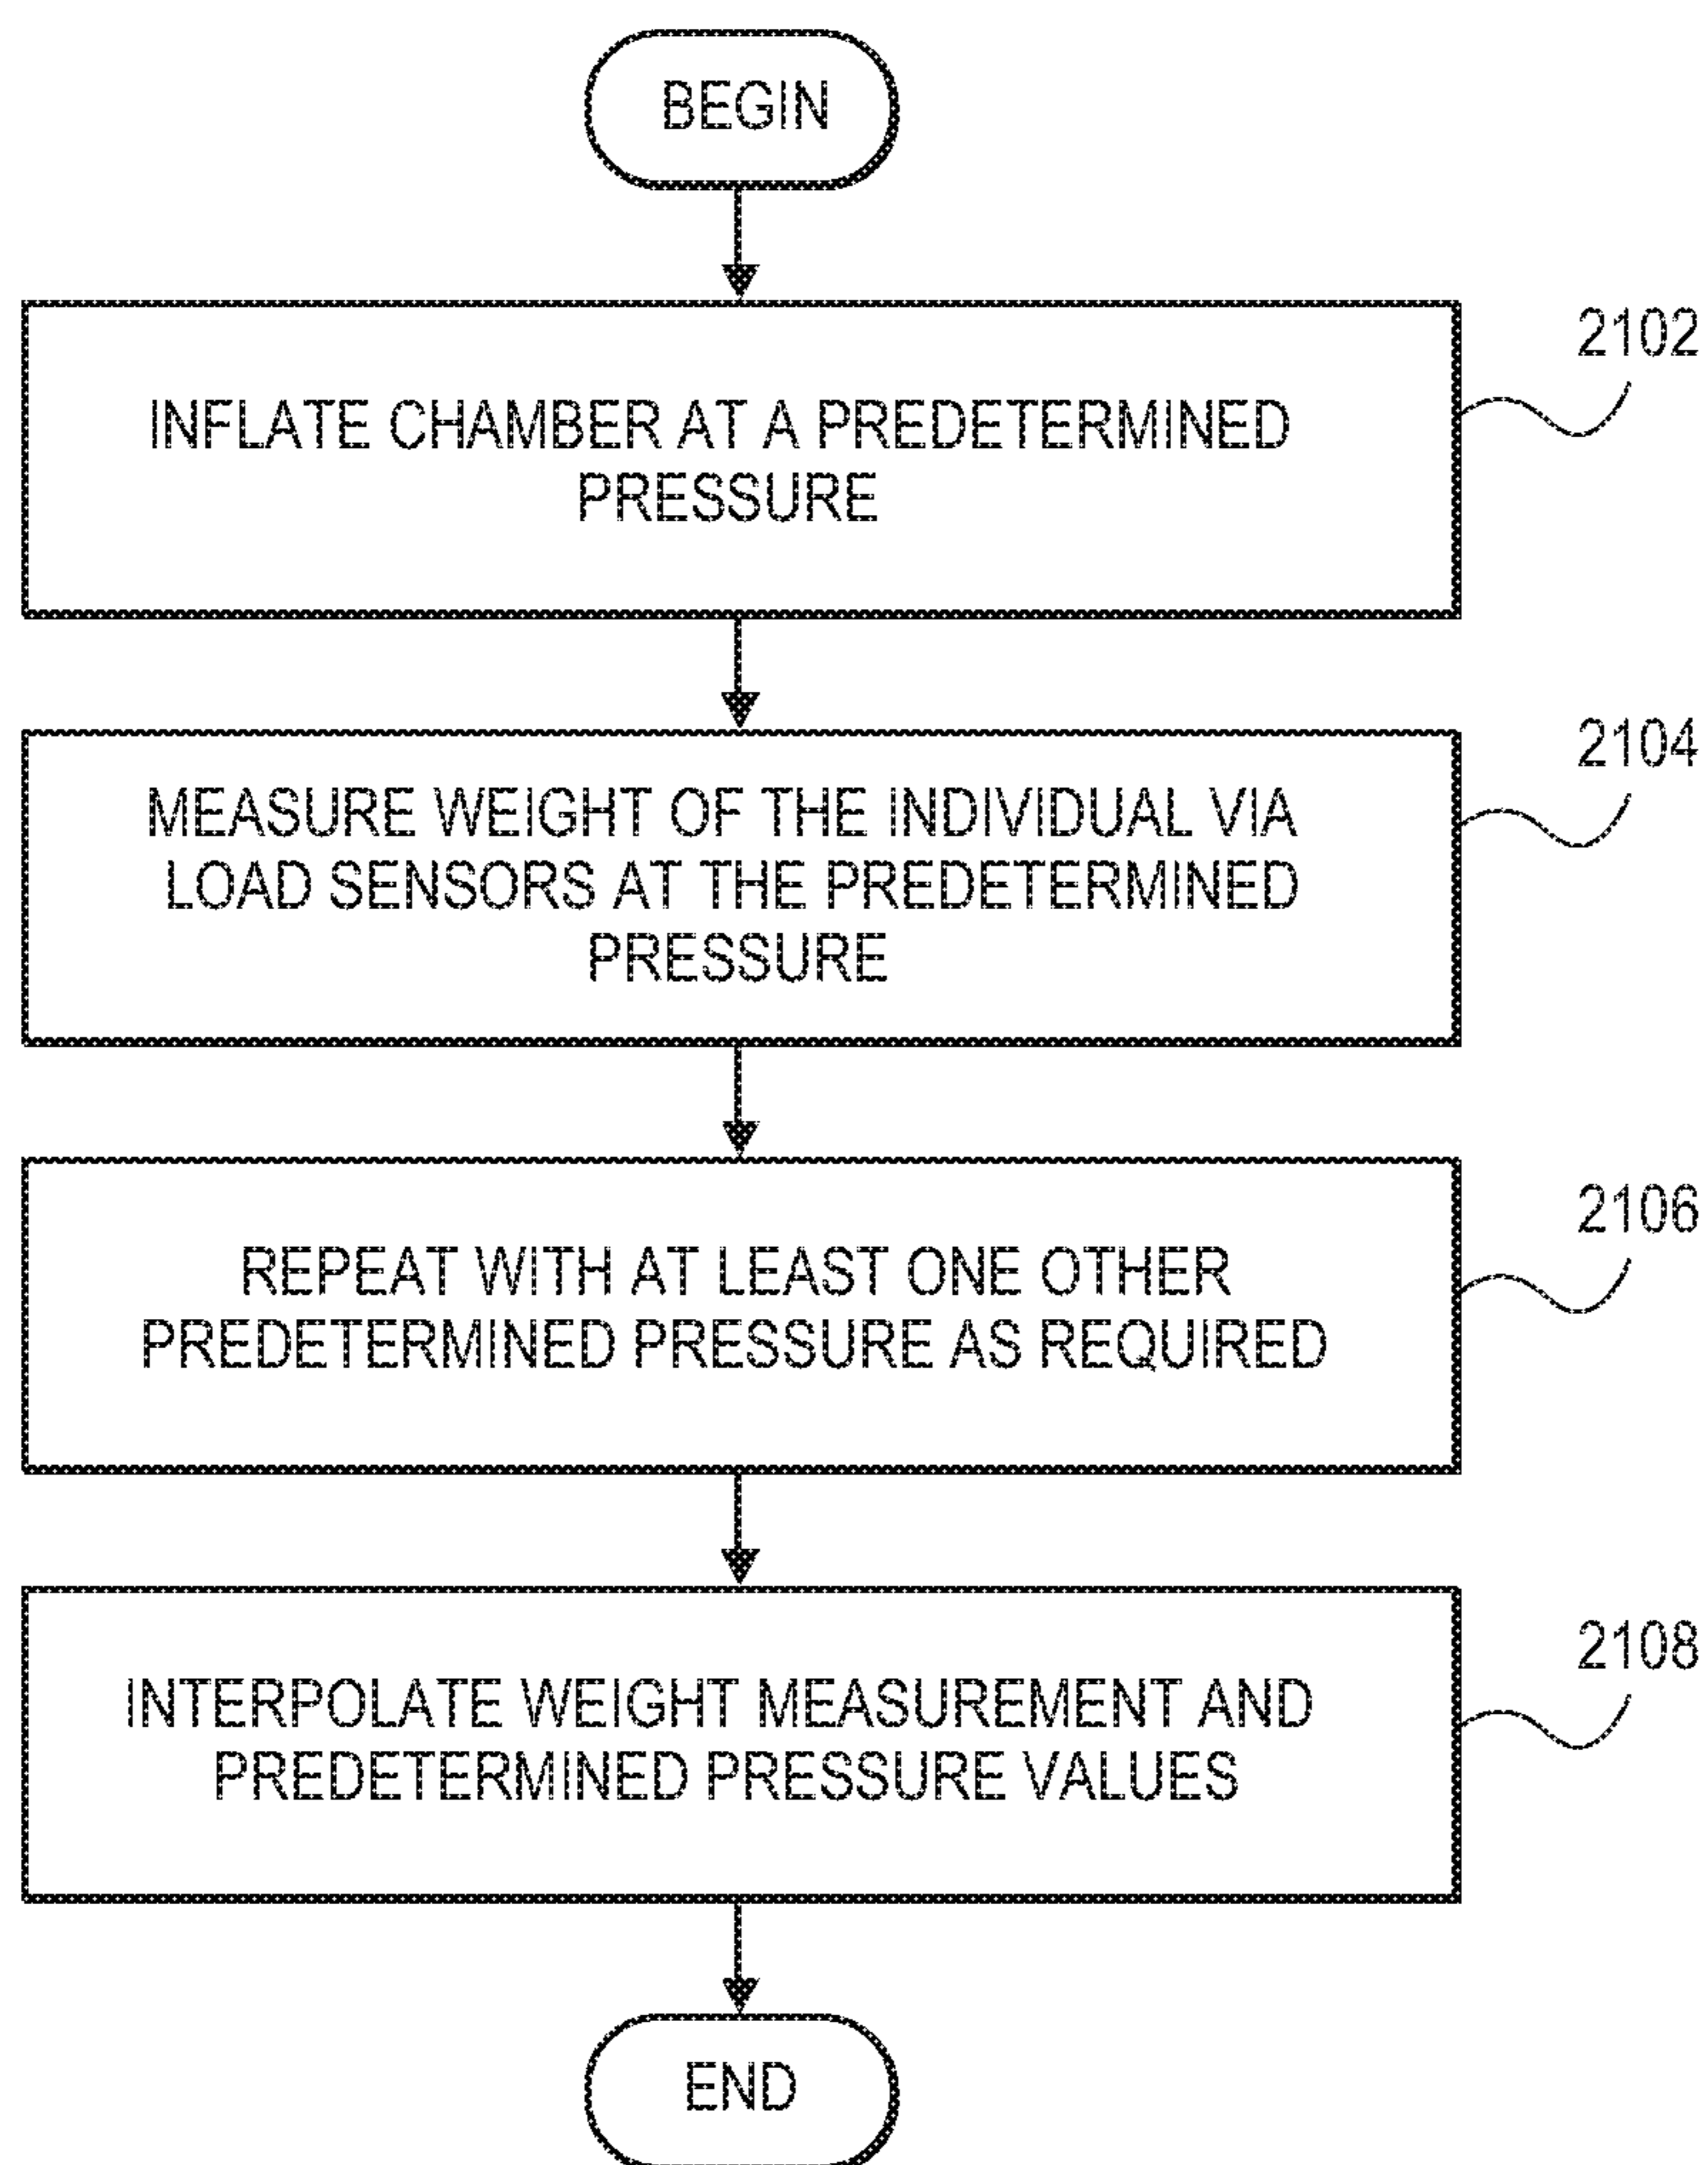 BEGIN
2102
INFLATE CHAMBER AT A PREDETERMINED
PRESSURE
2104
MEASURE WEIGHT OF THE INDIVIDUAL VIA
LOAD SENSORS AT THE PREDETERMINED
PRESSURE
2106
REPEAT WITH AT LEAST ONE OTHER
PREDETERMINED PRESSURE AS REQUIRED
2108
INTERPOLATE WEIGHT MEASUREMENT AND
PREDETERMINED PRESSURE VALUES
END